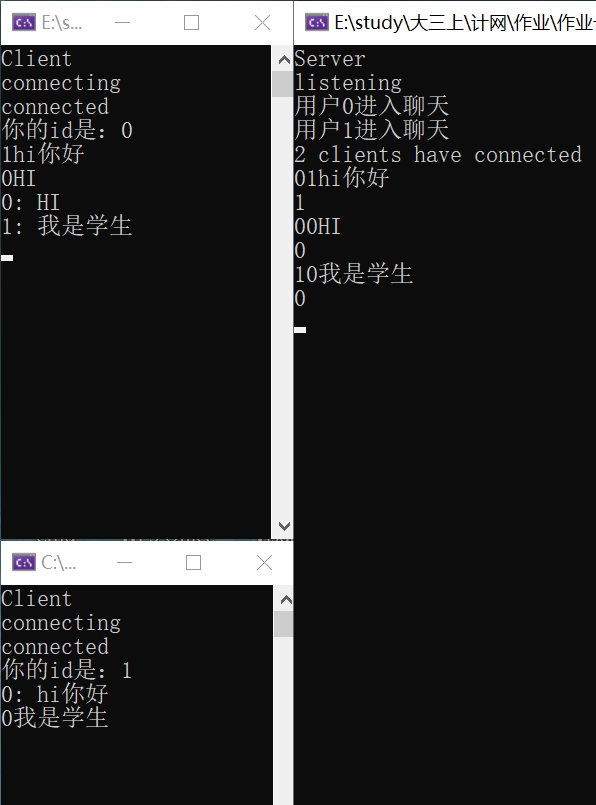 E:\s...
Client
connecting
connected
你的id是：0
1hi你好
0HI
0: HI
1: 我是学生
E:\study\大三上\计网\作业\作业
Server
listening
用户0进入聊天
用户1进入聊天
2 clients have connected
01hi你好
1
00HI
0
10我是学生
0
C:\...
Client
connecting
connected
你的id是：1
0: hi你好
0我是学生